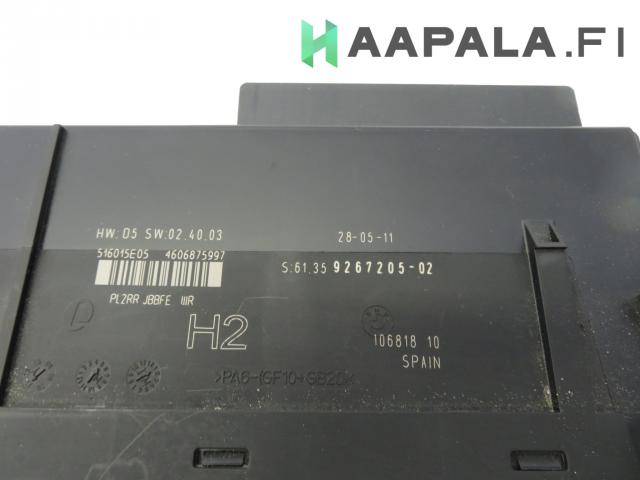 HAAPALA.FI
HW: D5 SW:02.40.03
28-05-11
516015E05 4606875997
S:61.35 9267205-02
PL2RR JBBFE IIIR
H2
106818 10
SPAIN
>PA6-(GF10+GB20)<